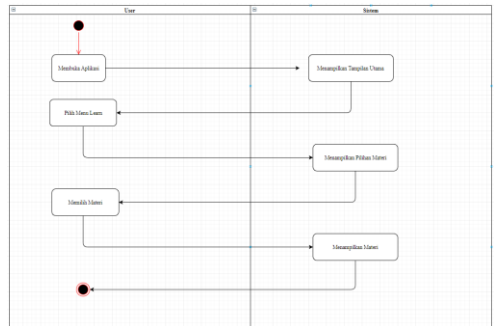 User
Sistem
Membuka Aplikasi
Menampilkan Tampilan Utama
Pilih Menu Learn
Menampilkan Pilihan Materi
Memilih Materi
Menampilkan Materi